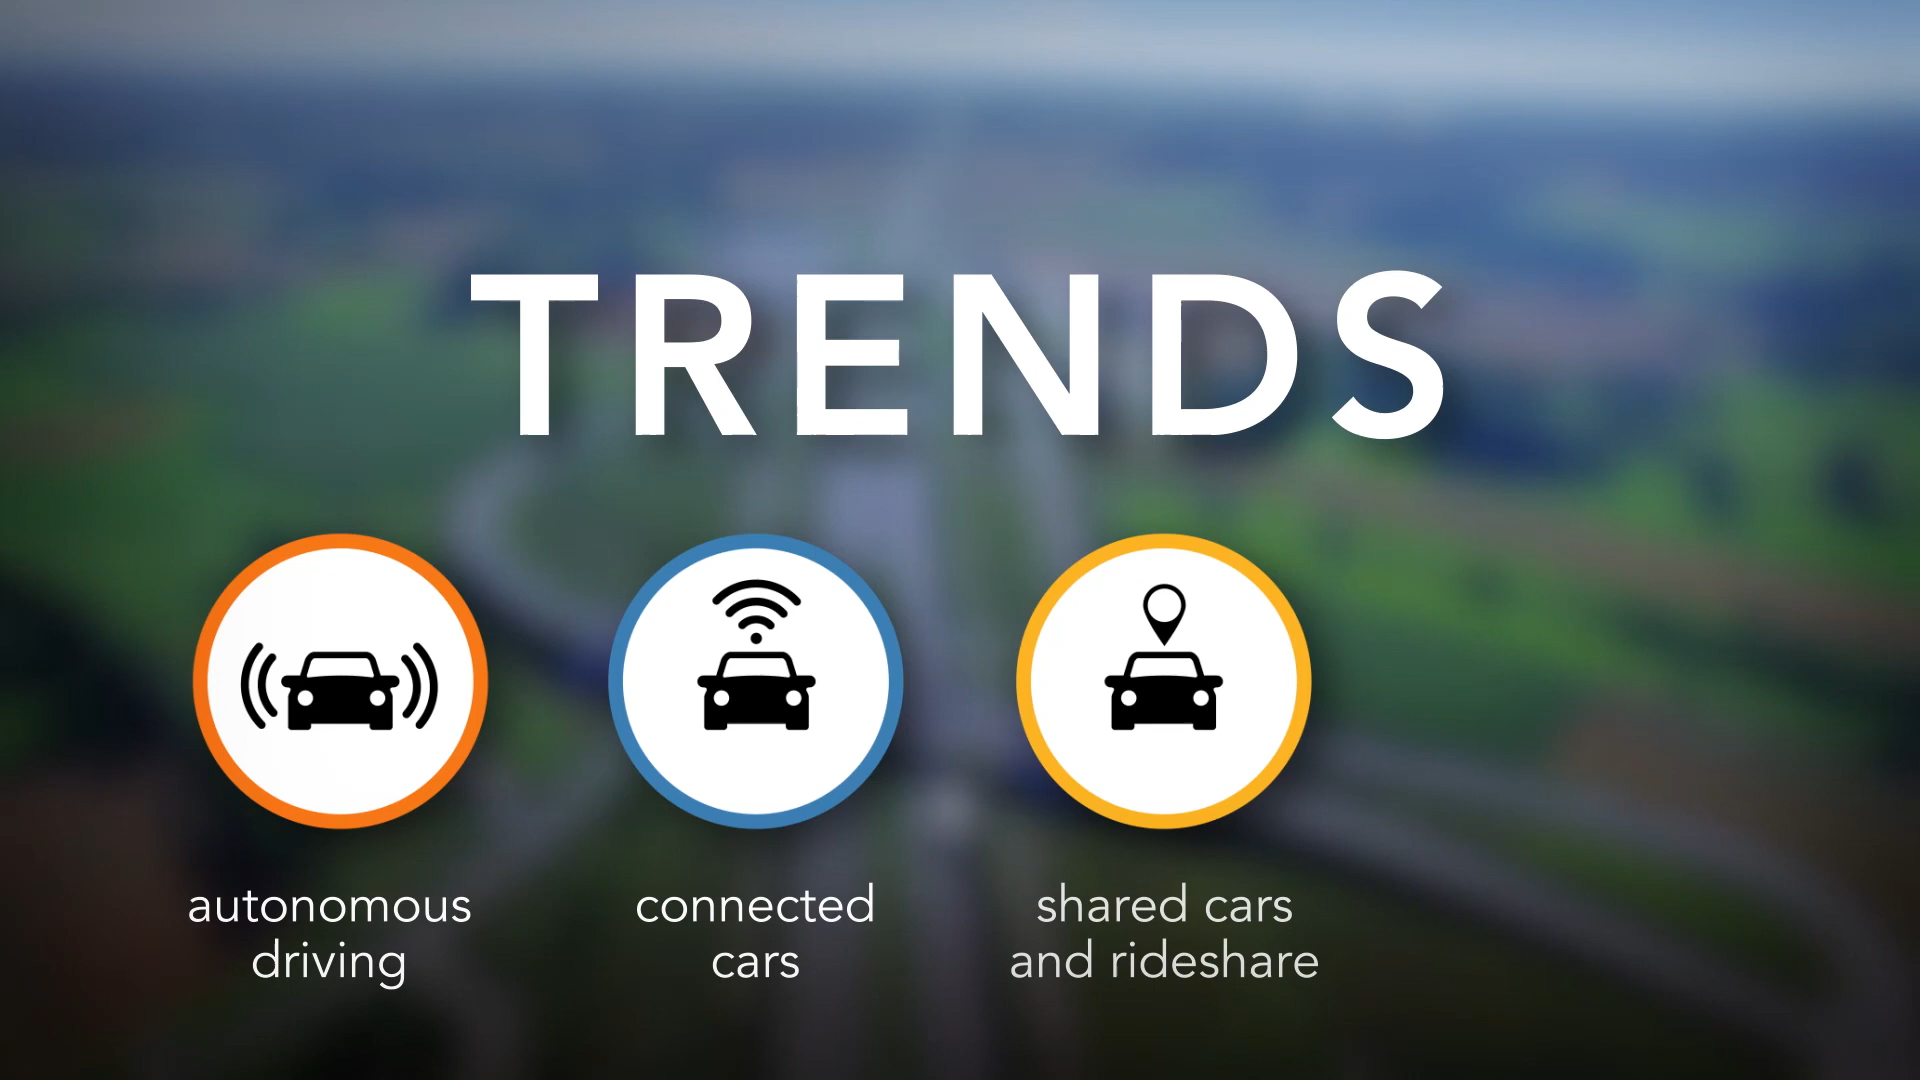 TRENDS
autonomous
driving
connected
cars
shared cars
and rideshare